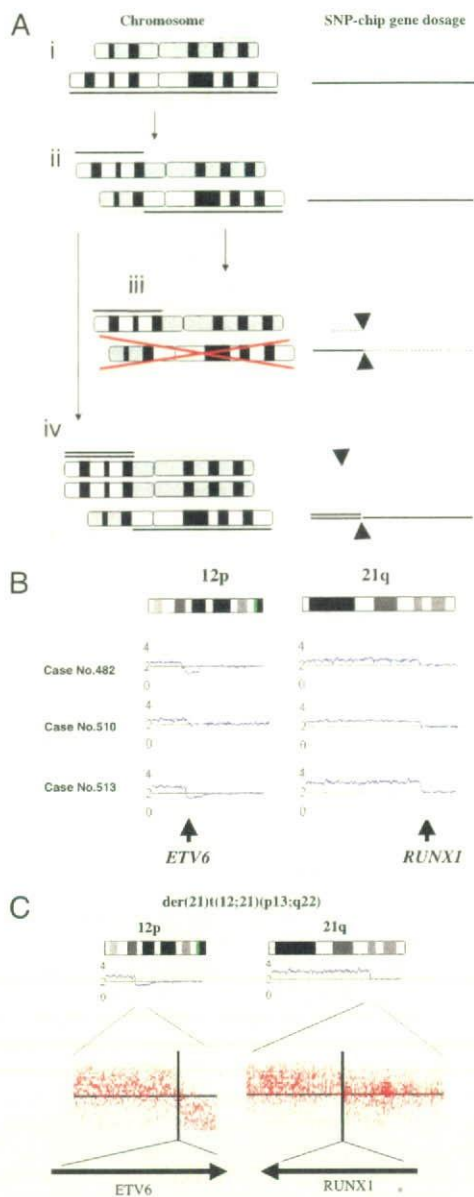 A
Chromosome
SNP-chip gene dosage
i
ii
iii
iv
B
12p
21q
4
2
0
4
2
0
Case No.482
4
2
0
4
2
0
Case No.510
4
2
0
4
2
0
Case No.513
ETV6
RUNX1
C
der(21)t((12;21)(p13;q22)
12p
21q
4
2
0
4
2
0
ETV6
RUNX1